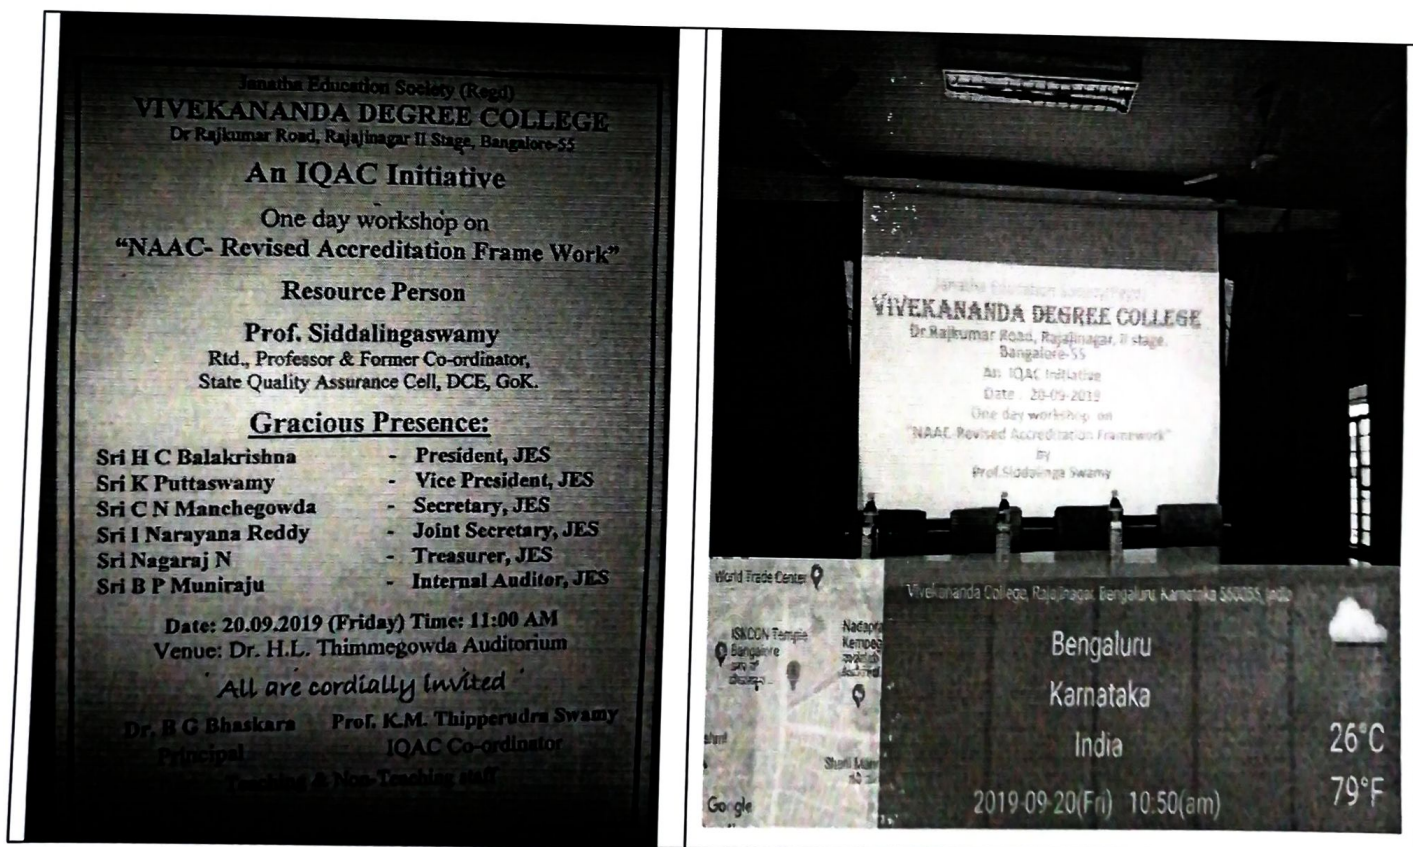 Janatha Education Society (Regd)
VIVEKANANDA DEGREE COLLEGE
Dr Rajkumar Road, Rajajinagar II Stage, Bangalore-55
An IQAC Initiative
One day workshop on
“NAAC- Revised Accreditation Frame Work”
Resource Person
Prof. Siddalingaswamy
Rtd., Professor & Former Co-ordinator,
State Quality Assurance Cell, DCE, GoK.
Gracious Presence:
Sri H C Balakrishna - President, JES
Sri K Puttaswamy - Vice President, JES
Sri C N Manchegowda - Secretary, JES
Sri I Narayana Reddy - Joint Secretary, JES
Sri Nagaraj N - Treasurer, JES
Sri B P Muniraju - Internal Auditor, JES
Date: 20.09.2019 (Friday) Time: 11:00 AM
Venue: Dr. H.L. Thimmegowda Auditorium
All are cordially invited
Dr. B G Bhaskara Prof. K.M. Thipperudra Swamy
Principal IQAC Co-ordinator
Teaching & Non-Teaching staff
Janatha Education Society(Regd)
VIVEKANANDA DEGREE COLLEGE
Dr Rajkumar Road, Rajajinagar, II stage,
Bangalore-55
An IQAC Initiative
Date : 20-09-2019
One day workshop on
"NAAC-Revised Accreditation Framework"
By
Prof.Siddalinga Swamy
World Trade Center
ISKCON Temple
Bangalore
Nadapra
Kempeg
Google
Vivekananda College, Rajajinagar, Bengaluru, Karnataka 560055, India
Bengaluru
Karnataka
India
26°C
79°F
2019-09-20(Fri) 10:50(am)